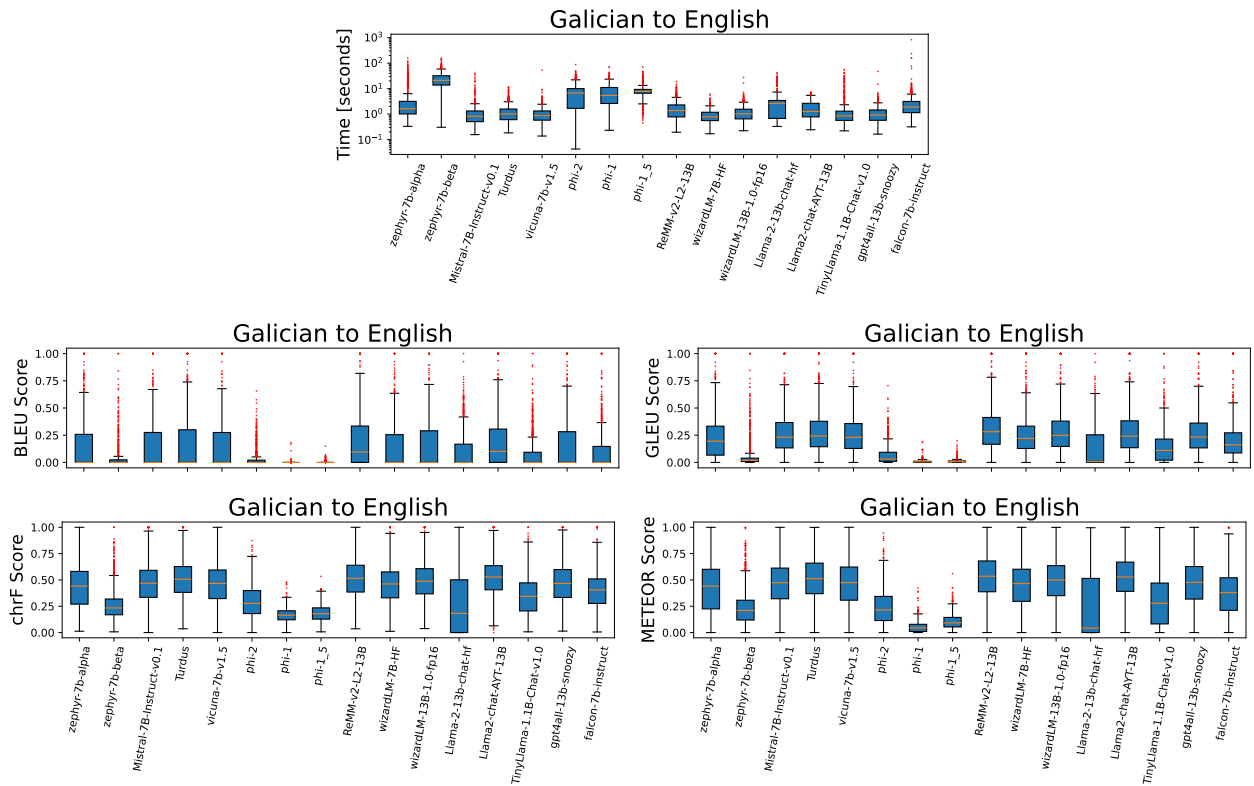 Galician to English
Time [seconds]
10³
10²
10¹
10⁰
10⁻¹
zephyr-7b-alpha
zephyr-7b-beta
Mistral-7B-Instruct-v0.1
Turdus
vicuna-7b-v1.5
phi-2
phi-1
phi-1_5
ReMM-v2-L2-13B
wizardLM-7B-HF
wizardLM-13B-1.0-fp16
Llama-2-13b-chat-hf
Llama2-chat-AYT-13B
TinyLlama-1.1B-Chat-v1.0
gpt4all-13b-snoozy
falcon-7b-instruct
Galician to English
BLEU Score
1.00
0.75
0.50
0.25
0.00
Galician to English
GLEU Score
1.00
0.75
0.50
0.25
0.00
Galician to English
chrF Score
1.00
0.75
0.50
0.25
0.00
zephyr-7b-alpha
zephyr-7b-beta
Mistral-7B-Instruct-v0.1
Turdus
vicuna-7b-v1.5
phi-2
phi-1
phi-1_5
ReMM-v2-L2-13B
wizardLM-7B-HF
wizardLM-13B-1.0-fp16
Llama-2-13b-chat-hf
Llama2-chat-AYT-13B
TinyLlama-1.1B-Chat-v1.0
gpt4all-13b-snoozy
falcon-7b-instruct
Galician to English
METEOR Score
1.00
0.75
0.50
0.25
0.00
zephyr-7b-alpha
zephyr-7b-beta
Mistral-7B-Instruct-v0.1
Turdus
vicuna-7b-v1.5
phi-2
phi-1
phi-1_5
ReMM-v2-L2-13B
wizardLM-7B-HF
wizardLM-13B-1.0-fp16
Llama-2-13b-chat-hf
Llama2-chat-AYT-13B
TinyLlama-1.1B-Chat-v1.0
gpt4all-13b-snoozy
falcon-7b-instruct